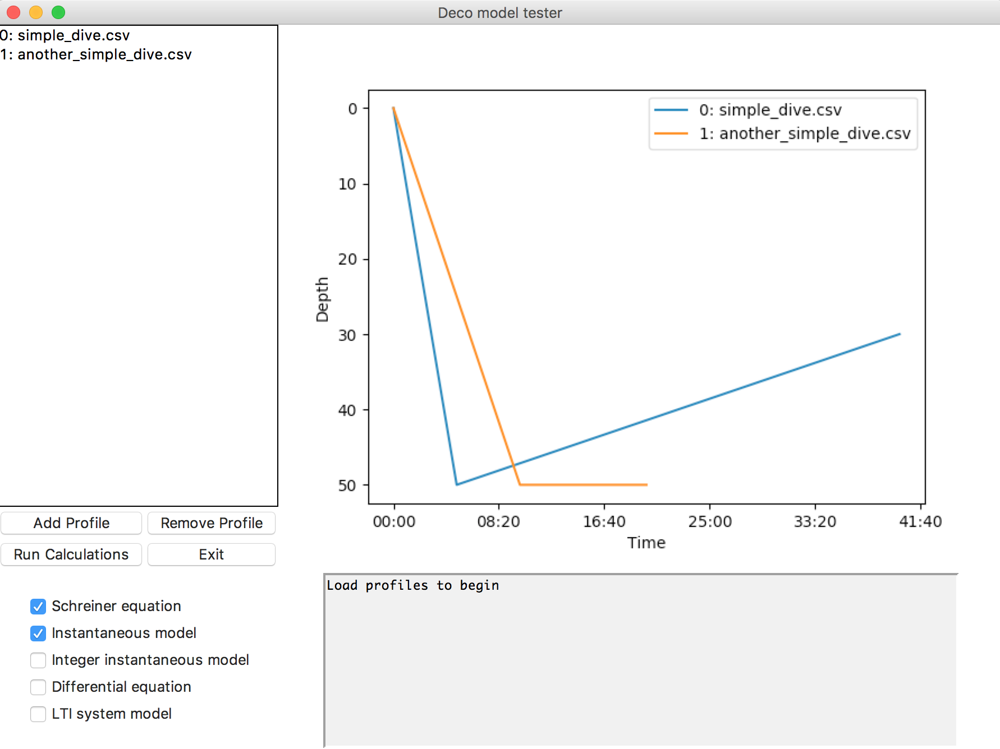 Deco model tester
0: simple_dive.csv
1: another_simple_dive.csv
Add Profile
Remove Profile
Run Calculations
Exit
Schreiner equation
Instantaneous model
Integer instantaneous model
Differential equation
LTI system model
0: simple_dive.csv
1: another_simple_dive.csv
0
10
20
30
40
50
Depth
00:00 08:20 16:40 25:00 33:20 41:40
Time
Load profiles to begin